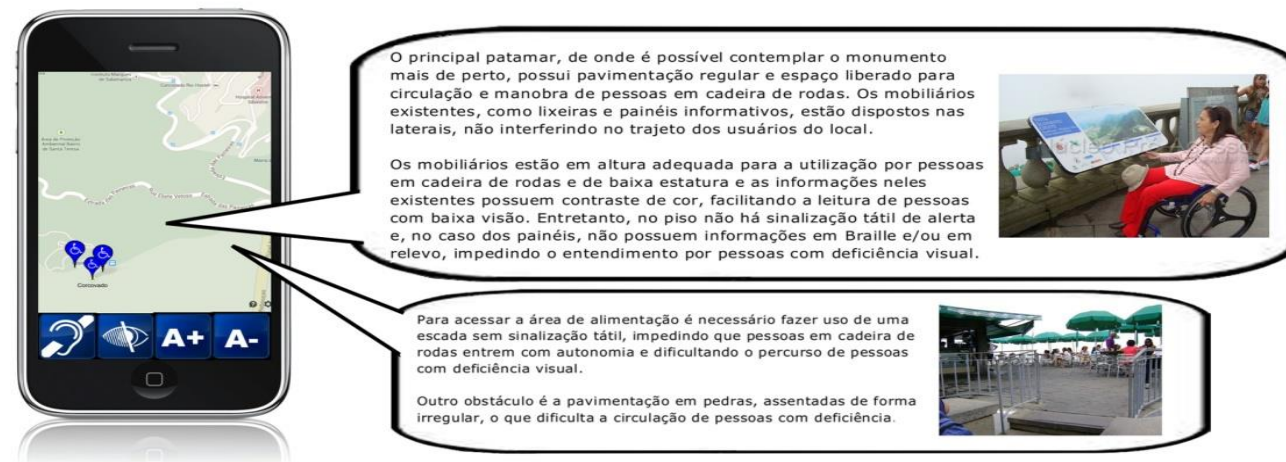 Corcovado
A+ A-
O principal patamar, de onde é possível contemplar o monumento
mais de perto, possui pavimentação regular e espaço liberado para
circulação e manobra de pessoas em cadeira de rodas. Os mobiliários
existentes, como lixeiras e painéis informativos, estão dispostos nas
laterais, não interferindo no trajeto dos usuários do local.
Os mobiliários estão em altura adequada para a utilização por pessoas
em cadeira de rodas e de baixa estatura e as informações neles
existentes possuem contraste de cor, facilitando a leitura de pessoas
com baixa visão. Entretanto, no piso não há sinalização tátil de alerta
e, no caso dos painéis, não possuem informações em Braille e/ou em
relevo, impedindo o entendimento por pessoas com deficiência visual.
Para acessar a área de alimentação é necessário fazer uso de uma
escada sem sinalização tátil, impedindo que pessoas em cadeira de
rodas entrem com autonomia e dificultando o percurso de pessoas
com deficiência visual.
Outro obstáculo é a pavimentação em pedras, assentadas de forma
irregular, o que dificulta a circulação de pessoas com deficiência.